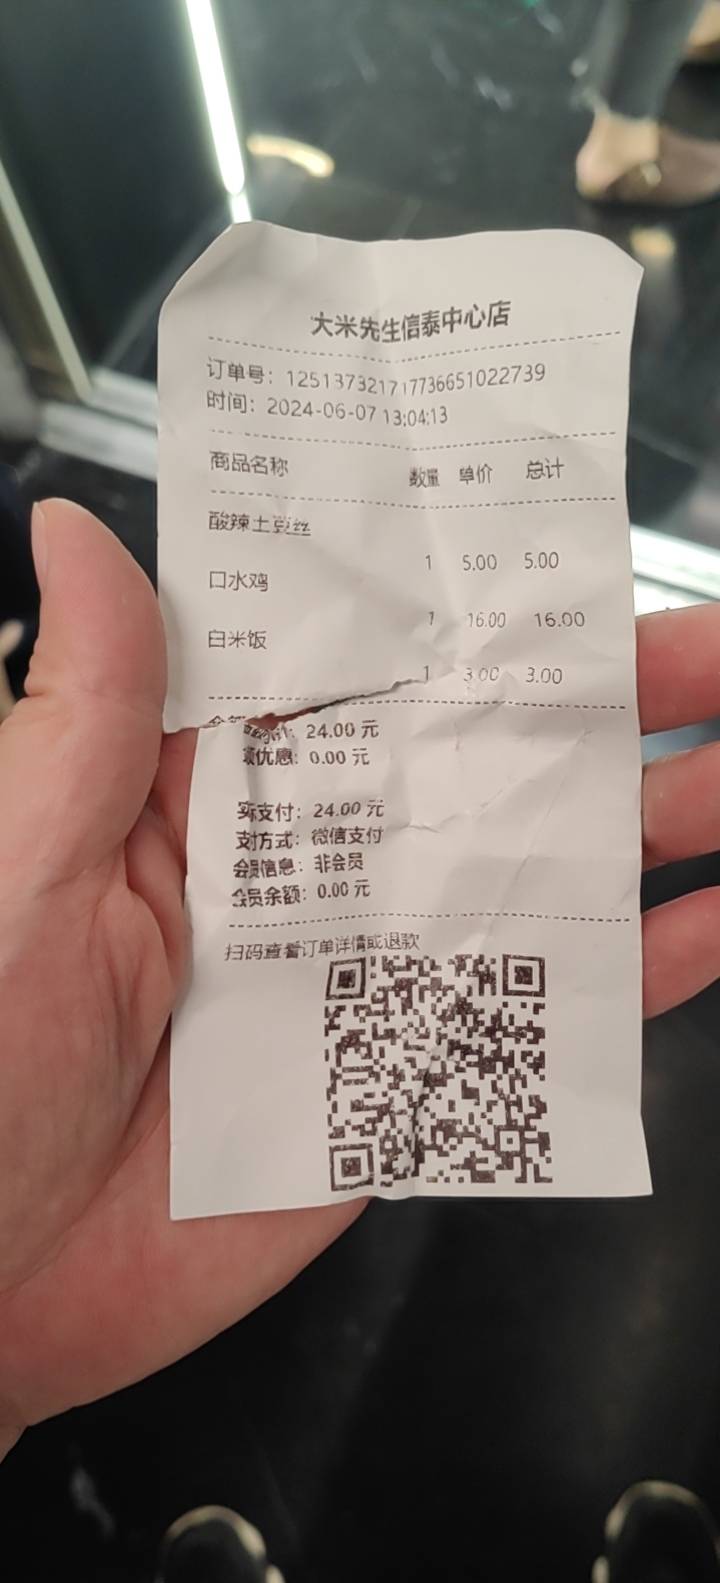 大米先生信泰中心店
订单号：1251373217177736651022739
时间：2024-06-07 13:04:13
商品名称 数量 单价 总计
酸辣土豆丝
1 5.00 5.00
口水鸡
1 16.00 16.00
白米饭
1 3.00 3.00
24.00 元
优惠：0.00 元
实际支付：24.00 元
支付方式：微信支付
会员信息：非会员
会员余额：0.00 元
扫码查看订单详情或退款